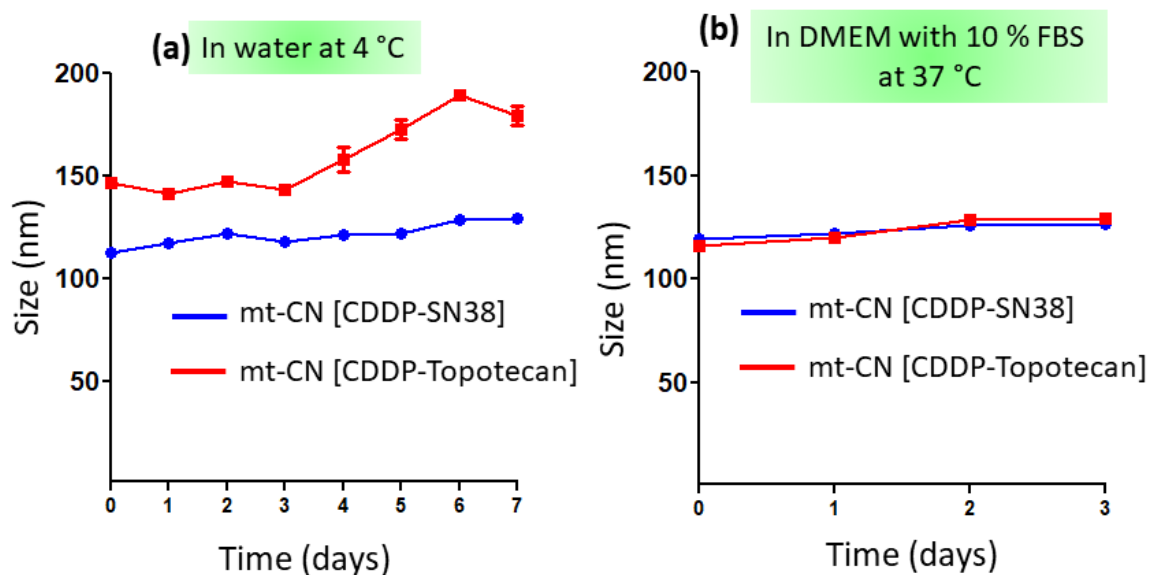 (a) In water at 4 °C
200
150
100
50
Size (nm)
mt-CN [CDDP-SN38]
mt-CN [CDDP-Topotecan]
0 1 2 3 4 5 6 7
Time (days)
(b) In DMEM with 10 % FBS
at 37 °C
200
150
100
50
Size (nm)
mt-CN [CDDP-SN38]
mt-CN [CDDP-Topotecan]
0 1 2 3
Time (days)